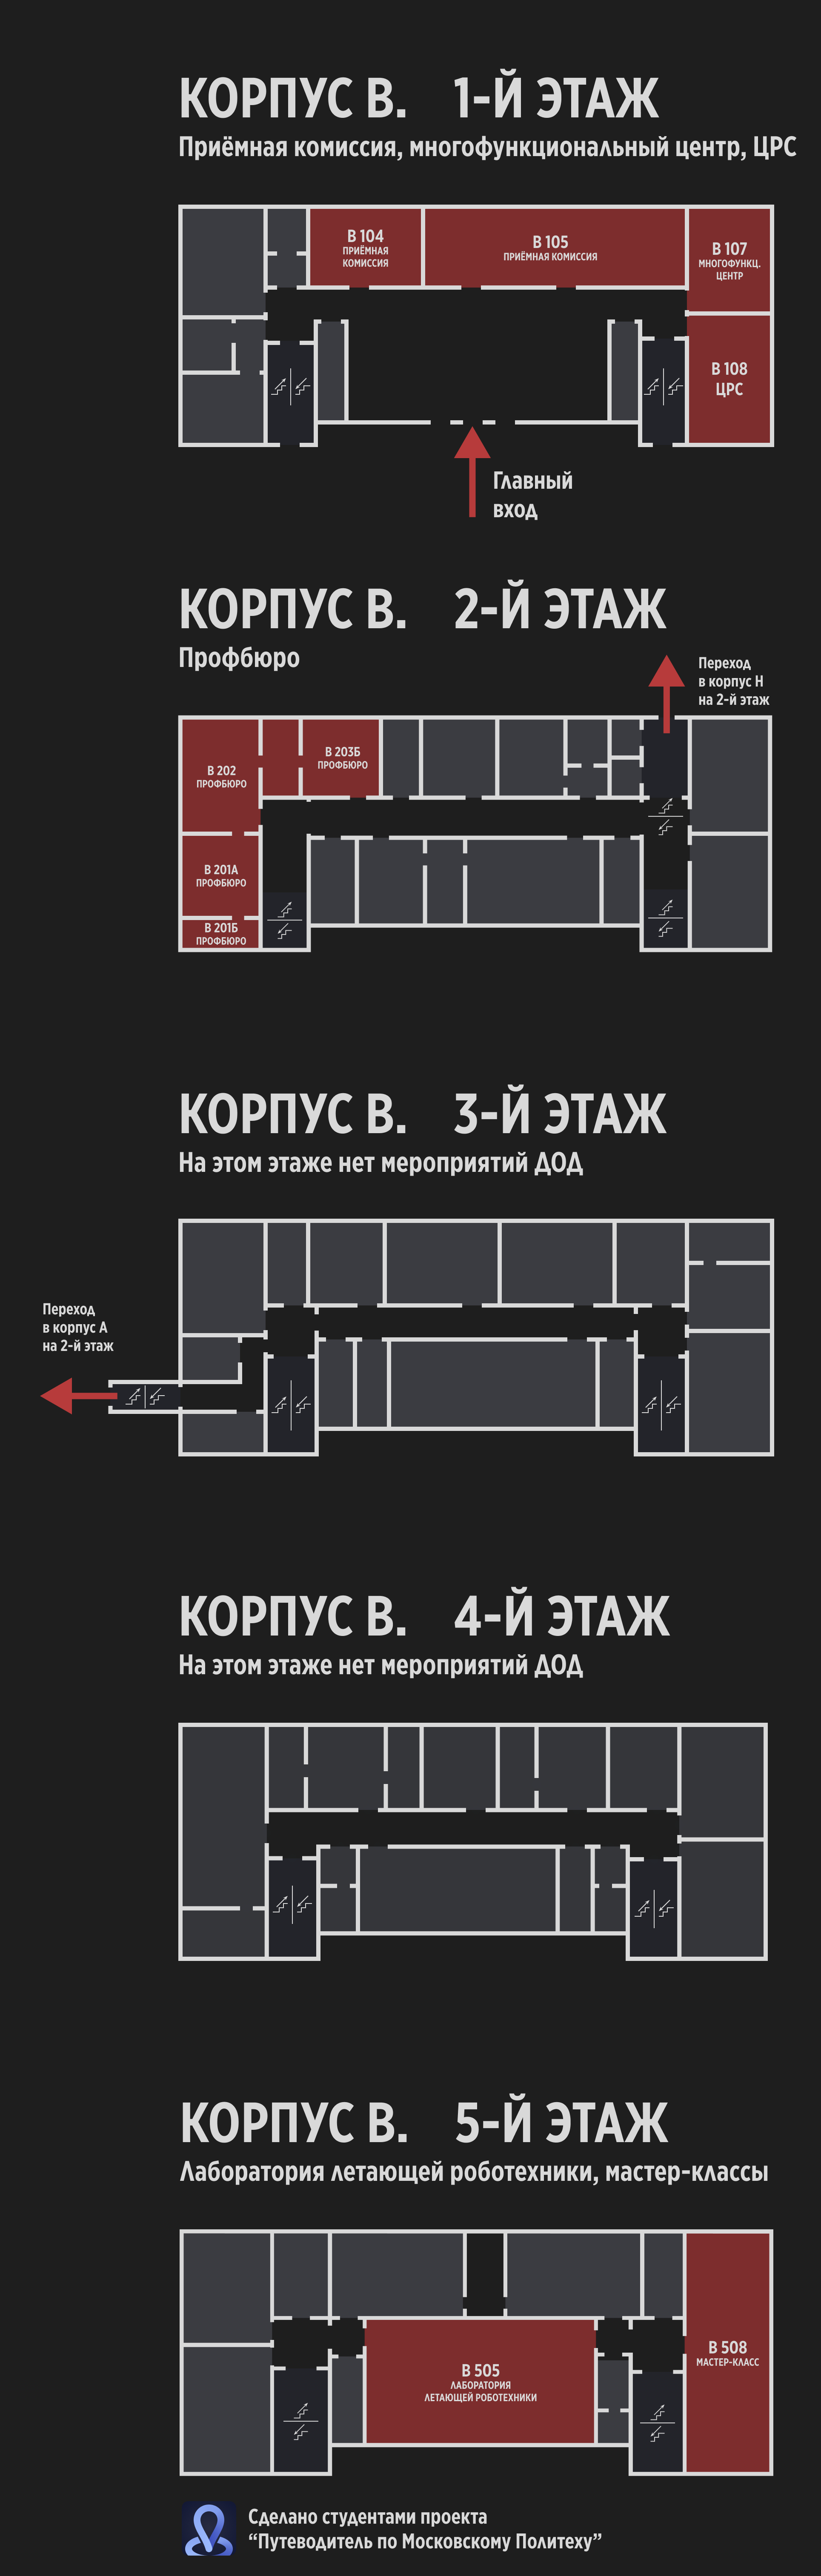 КОРПУС В. 1-Й ЭТАЖ
Приёмная комиссия, многофункциональный центр, ЦРС
В 104
ПРИЁМНАЯ
КОМИССИЯ
В 105
ПРИЁМНАЯ КОМИССИЯ
В 107
МНОГОФУНКЦ.
ЦЕНТР
В 108
ЦРС
Главный
вход
КОРПУС В. 2-Й ЭТАЖ
Профбюро
Переход
в корпус Н
на 2-й этаж
В 202
ПРОФБЮРО
В 203Б
ПРОФБЮРО
В 201А
ПРОФБЮРО
В 201Б
ПРОФБЮРО
КОРПУС В. 3-Й ЭТАЖ
На этом этаже нет мероприятий ДОД
Переход
в корпус А
на 2-й этаж
КОРПУС В. 4-Й ЭТАЖ
На этом этаже нет мероприятий ДОД
КОРПУС В. 5-Й ЭТАЖ
Лаборатория летающей роботехники, мастер-классы
В 505
ЛАБОРАТОРИЯ
ЛЕТАЮЩЕЙ РОБОТЕХНИКИ
В 508
МАСТЕР-КЛАСС
Сделано студентами проекта
“Путеводитель по Московскому Политеху”